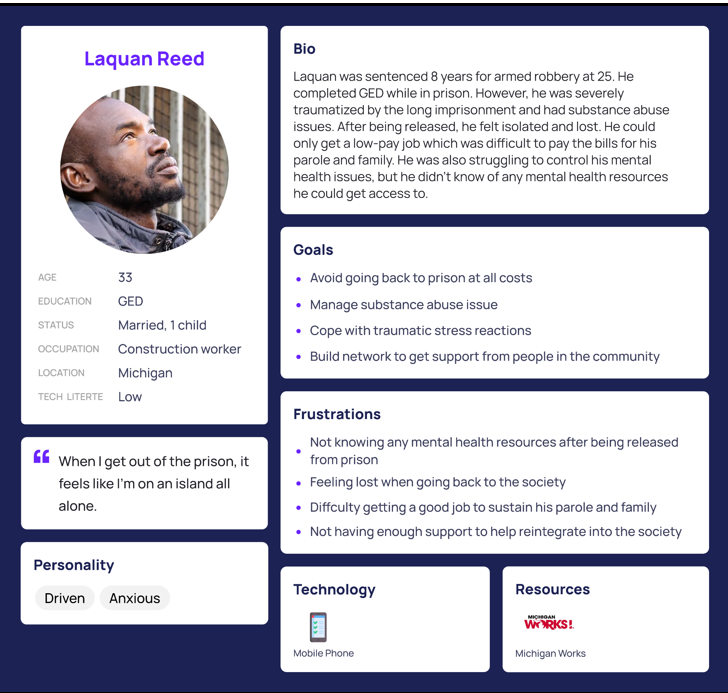 Laquan Reed
AGE 33
EDUCATION GED
STATUS Married, 1 child
OCCUPATION Construction worker
LOCATION Michigan
TECH LITERTE Low
When I get out of the prison, it
feels like I'm on an island all
alone.
Personality
Driven Anxious
Bio
Laquan was sentenced 8 years for armed robbery at 25. He
completed GED while in prison. However, he was severely
traumatized by the long imprisonment and had substance abuse
issues. After being released, he felt isolated and lost. He could
only get a low-pay job which was difficult to pay the bills for his
parole and family. He was also struggling to control his mental
health issues, but he didn't know of any mental health resources
he could get access to.
Goals
Avoid going back to prison at all costs
Manage substance abuse issue
Cope with traumatic stress reactions
Build network to get support from people in the community
Frustrations
Not knowing any mental health resources after being released
from prison
Feeling lost when going back to the society
Diffculty getting a good job to sustain his parole and family
Not having enough support to help reintegrate into the society
Technology
Mobile Phone
Resources
MICHIGAN
WORKS!
Michigan Works